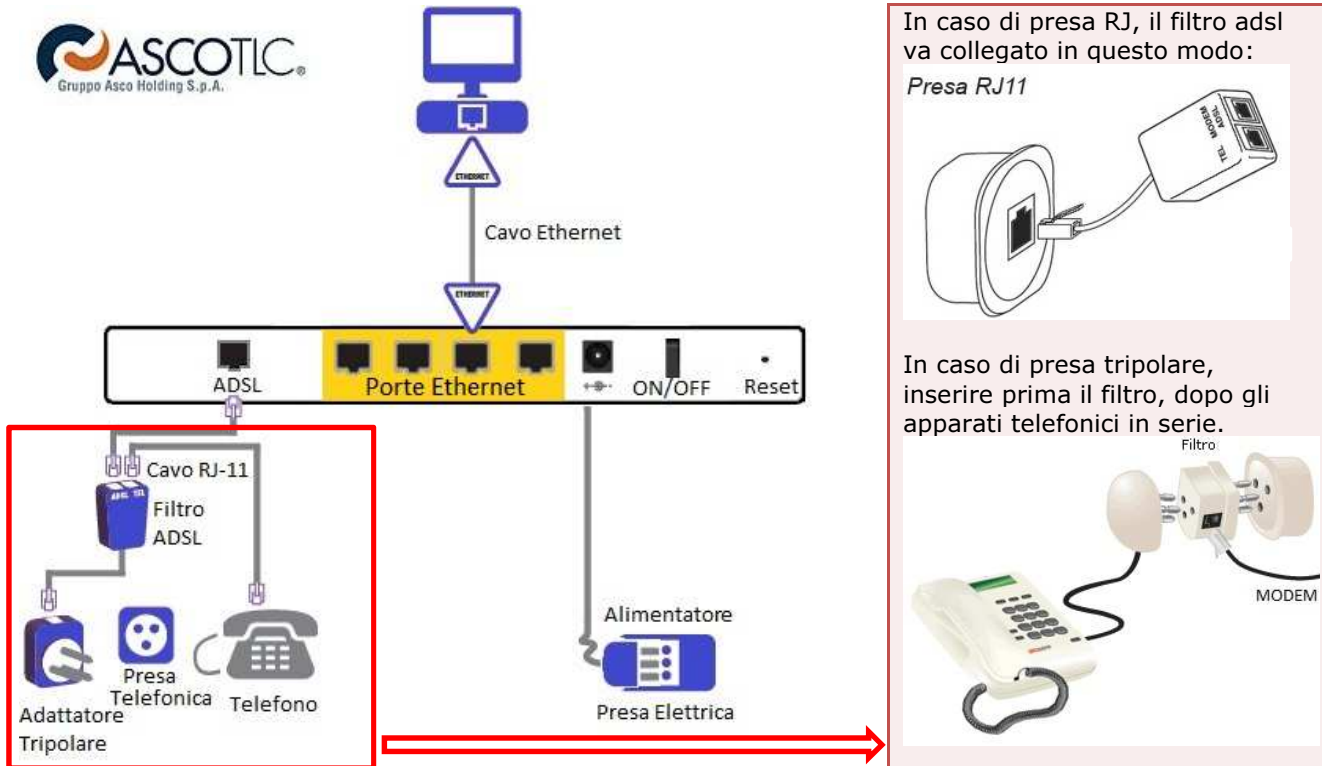 ASCOTLC®
Gruppo Asco Holding S.p.A.
ETHERNET
Cavo Ethernet
ETHERNET
ADSL
Porte Ethernet
ON/OFF
Reset
Cavo RJ-11
ADSL TEL
Filtro
ADSL
Presa
Telefonica
Telefono
Adattatore
Tripolare
Alimentatore
Presa Elettrica
In caso di presa RJ, il filtro adsl
va collegato in questo modo:
Presa RJ11
TEL MODEM
ADSL
In caso di presa tripolare,
inserire prima il filtro, dopo gli
apparati telefonici in serie.
Filtro
MODEM